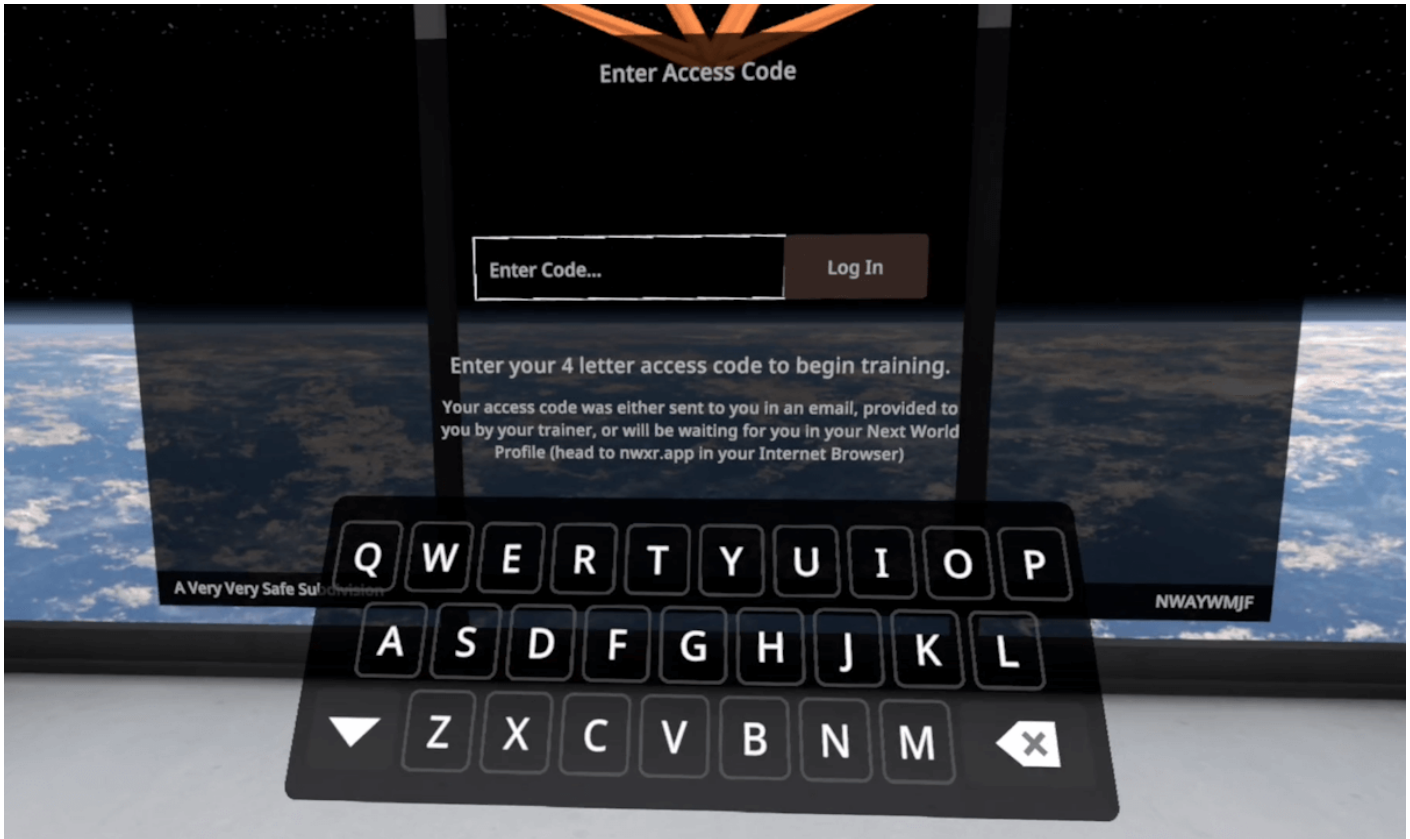 Enter Access Code
Enter Code...
Log In
Enter your 4 letter access code to begin training.
Your access code was either sent to you in an email, provided to
you by your trainer, or will be waiting for you in your Next World
Profile (head to nwxr.app in your Internet Browser)
Q W E R T Y U I O P
A Very Very Safe Subdivision
NWAYWMJF
A S D F G H J K L
Z X C V B N M